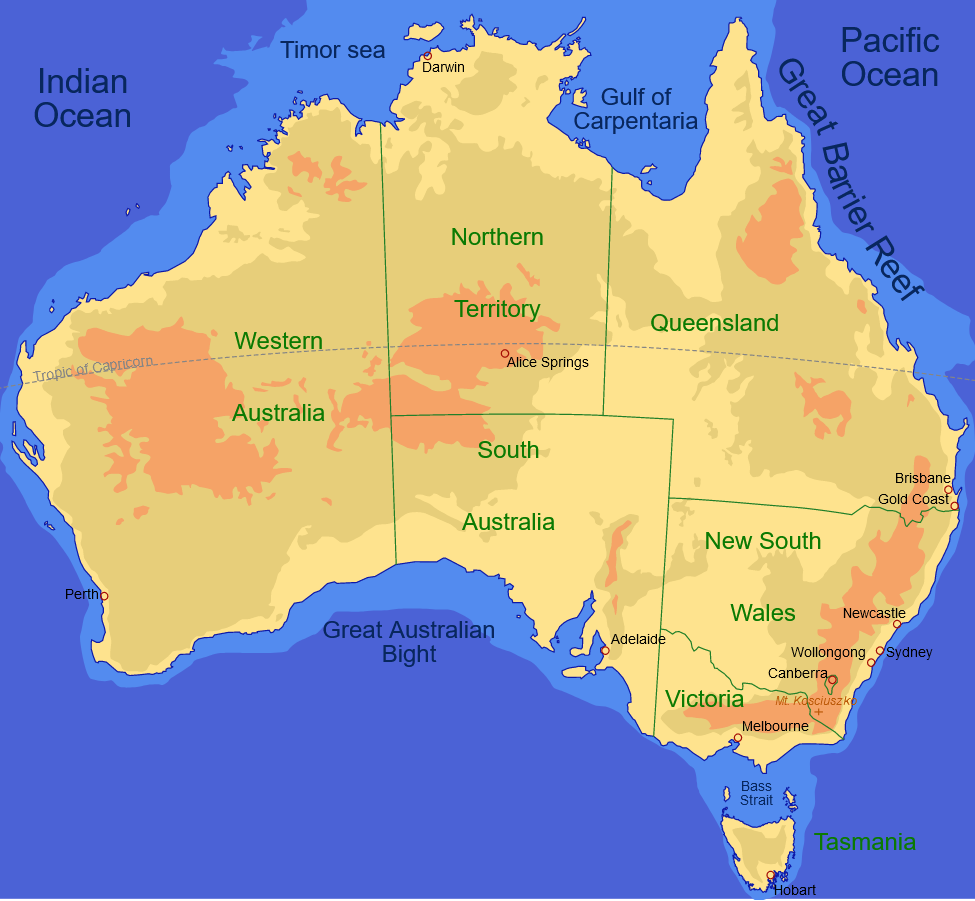 Timor sea
Pacific
Ocean
Indian
Ocean
Darwin
Gulf of
Carpentaria
Great Barrier Reef
Northern
Territory
Queensland
Western
Australia
Tropic of Capricorn
Alice Springs
South
Australia
Brisbane
Gold Coast
New South
Wales
Perth
Newcastle
Great Australian
Bight
Adelaide
Wollongong
Sydney
Canberra
Victoria
Mt. Kosciuszko
Melbourne
Bass
Strait
Tasmania
Hobart